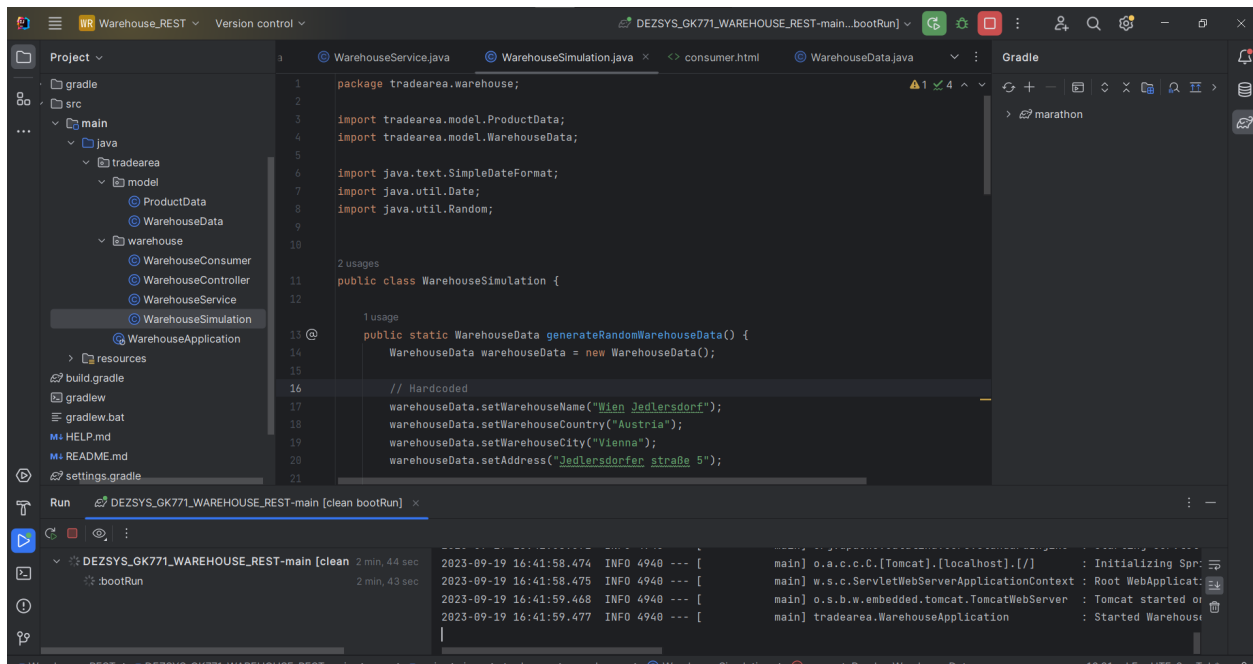 WR Warehouse_REST Version control DEZSYS_GK771_WAREHOUSE_REST-main...bootRun]
Project
gradle
src
main
java
tradearea
model
ProductData
WarehouseData
warehouse
WarehouseConsumer
WarehouseController
WarehouseService
WarehouseSimulation
WarehouseApplication
resources
build.gradle
gradlew
gradlew.bat
HELP.md
README.md
settings.gradle
a WarehouseService.java WarehouseSimulation.java consumer.html WarehouseData.java
1 4
1 package tradearea.warehouse;
2
3 import tradearea.model.ProductData;
4 import tradearea.model.WarehouseData;
5
6 import java.text.SimpleDateFormat;
7 import java.util.Date;
8 import java.util.Random;
9
10
2 usages
11 public class WarehouseSimulation {
12
1 usage
13 @ public static WarehouseData generateRandomWarehouseData() {
14 WarehouseData warehouseData = new WarehouseData();
15
16 // Hardcoded
17 warehouseData.setWarehouseName("Wien Jedlersdorf");
18 warehouseData.setWarehouseCountry("Austria");
19 warehouseData.setWarehouseCity("Vienna");
20 warehouseData.setAddress("Jedlersdorfer straße 5");
21
Gradle
marathon
Run DEZSYS_GK771_WAREHOUSE_REST-main [clean bootRun]
DEZSYS_GK771_WAREHOUSE_REST-main [clean 2 min, 44 sec
:bootRun 2 min, 43 sec
2023-09-19 16:41:58.474 INFO 4940 --- [ main] o.a.c.c.C.[Tomcat].[localhost].[/] : Initializing Spri
2023-09-19 16:41:58.475 INFO 4940 --- [ main] w.s.c.ServletWebServerApplicationContext : Root WebApplicati
2023-09-19 16:41:59.468 INFO 4940 --- [ main] o.s.b.w.embedded.tomcat.TomcatWebServer : Tomcat started on
2023-09-19 16:41:59.477 INFO 4940 --- [ main] tradearea.WarehouseApplication : Started Warehouse